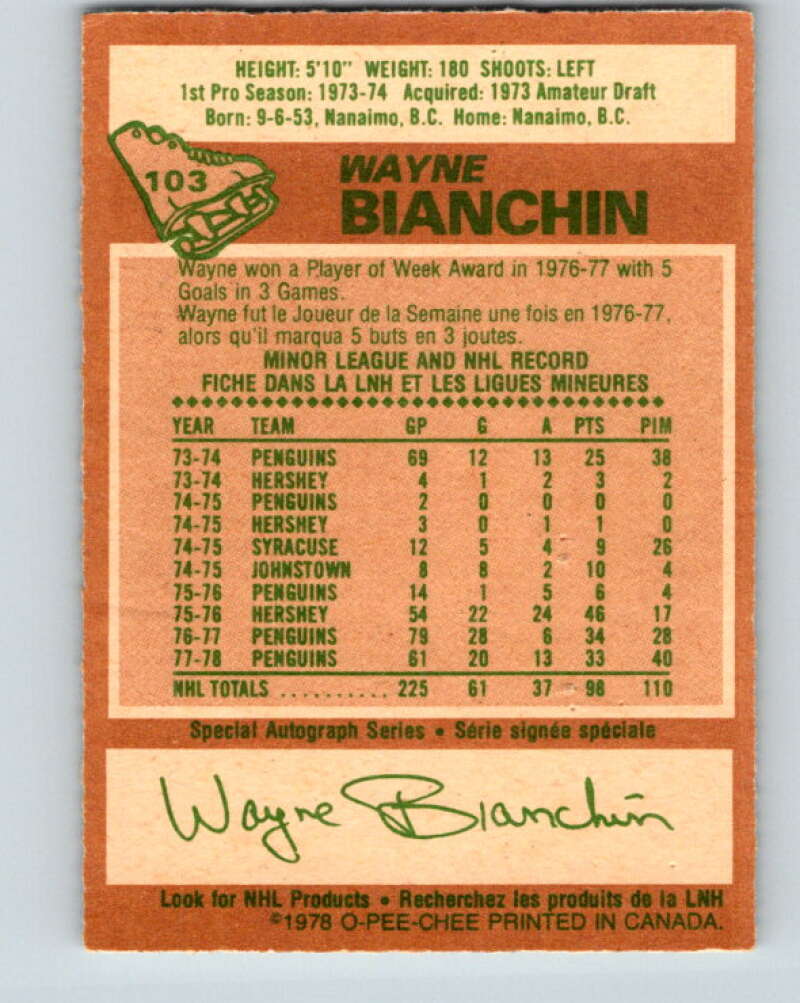 HEIGHT: 5'10" WEIGHT: 180 SHOOTS: LEFT
1st Pro Season: 1973-74 Acquired: 1973 Amateur Draft
Born: 9-6-53, Nanaimo, B.C. Home: Nanaimo, B.C.
103
WAYNE
BIANCHIN
Wayne won a Player of Week Award in 1976-77 with 5
Goals in 3 Games.
Wayne fut le Joueur de la Semaine une fois en 1976-77,
alors qu'il marqua 5 buts en 3 joutes.
MINOR LEAGUE AND NHL RECORD
FICHE DANS LA LNH ET LES LIGUES MINEURES
YEAR TEAM GP G A PTS PIM
73-74 PENGUINS 69 12 13 25 38
73-74 HERSHEY 4 1 2 3 2
74-75 PENGUINS 2 0 0 0 0
74-75 HERSHEY 3 0 1 1 0
74-75 SYRACUSE 12 5 4 9 26
74-75 JOHNSTOWN 8 8 2 10 4
75-76 PENGUINS 14 1 5 6 4
75-76 HERSHEY 54 22 24 46 17
76-77 PENGUINS 79 28 6 34 28
77-78 PENGUINS 61 20 13 33 40
NHL TOTALS .......... 225 61 37 98 110
Special Autograph Series • Série signée spéciale
Wayne Bianchin
Look for NHL Products • Recherchez les produits de la LNH
©1978 O-PEE-CHEE PRINTED IN CANADA.